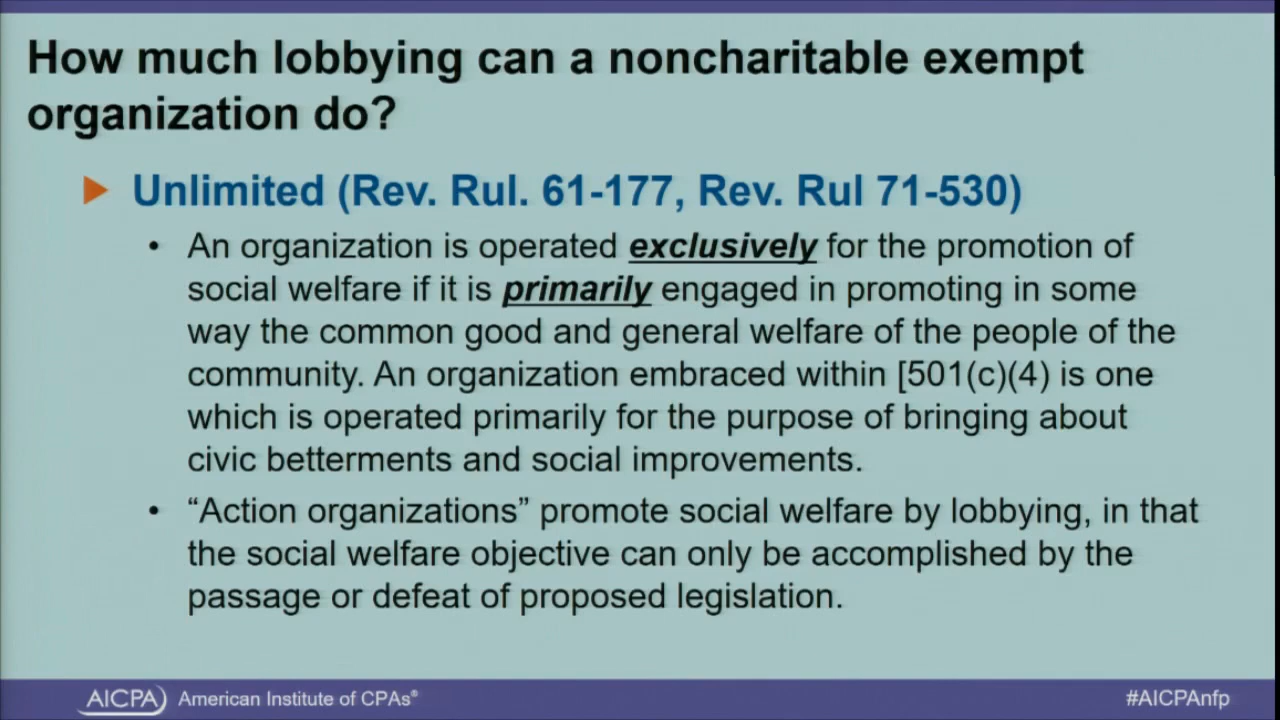 How much lobbying can a noncharitable exempt
organization do?
Unlimited (Rev. Rul. 61-177, Rev. Rul 71-530)
• An organization is operated exclusively for the promotion of
social welfare if it is primarily engaged in promoting in some
way the common good and general welfare of the people of the
community. An organization embraced within [501(c)(4) is one
which is operated primarily for the purpose of bringing about
civic betterments and social improvements.
• “Action organizations” promote social welfare by lobbying, in that
the social welfare objective can only be accomplished by the
passage or defeat of proposed legislation.
AICPA American Institute of CPAs®
#AICPAnfp